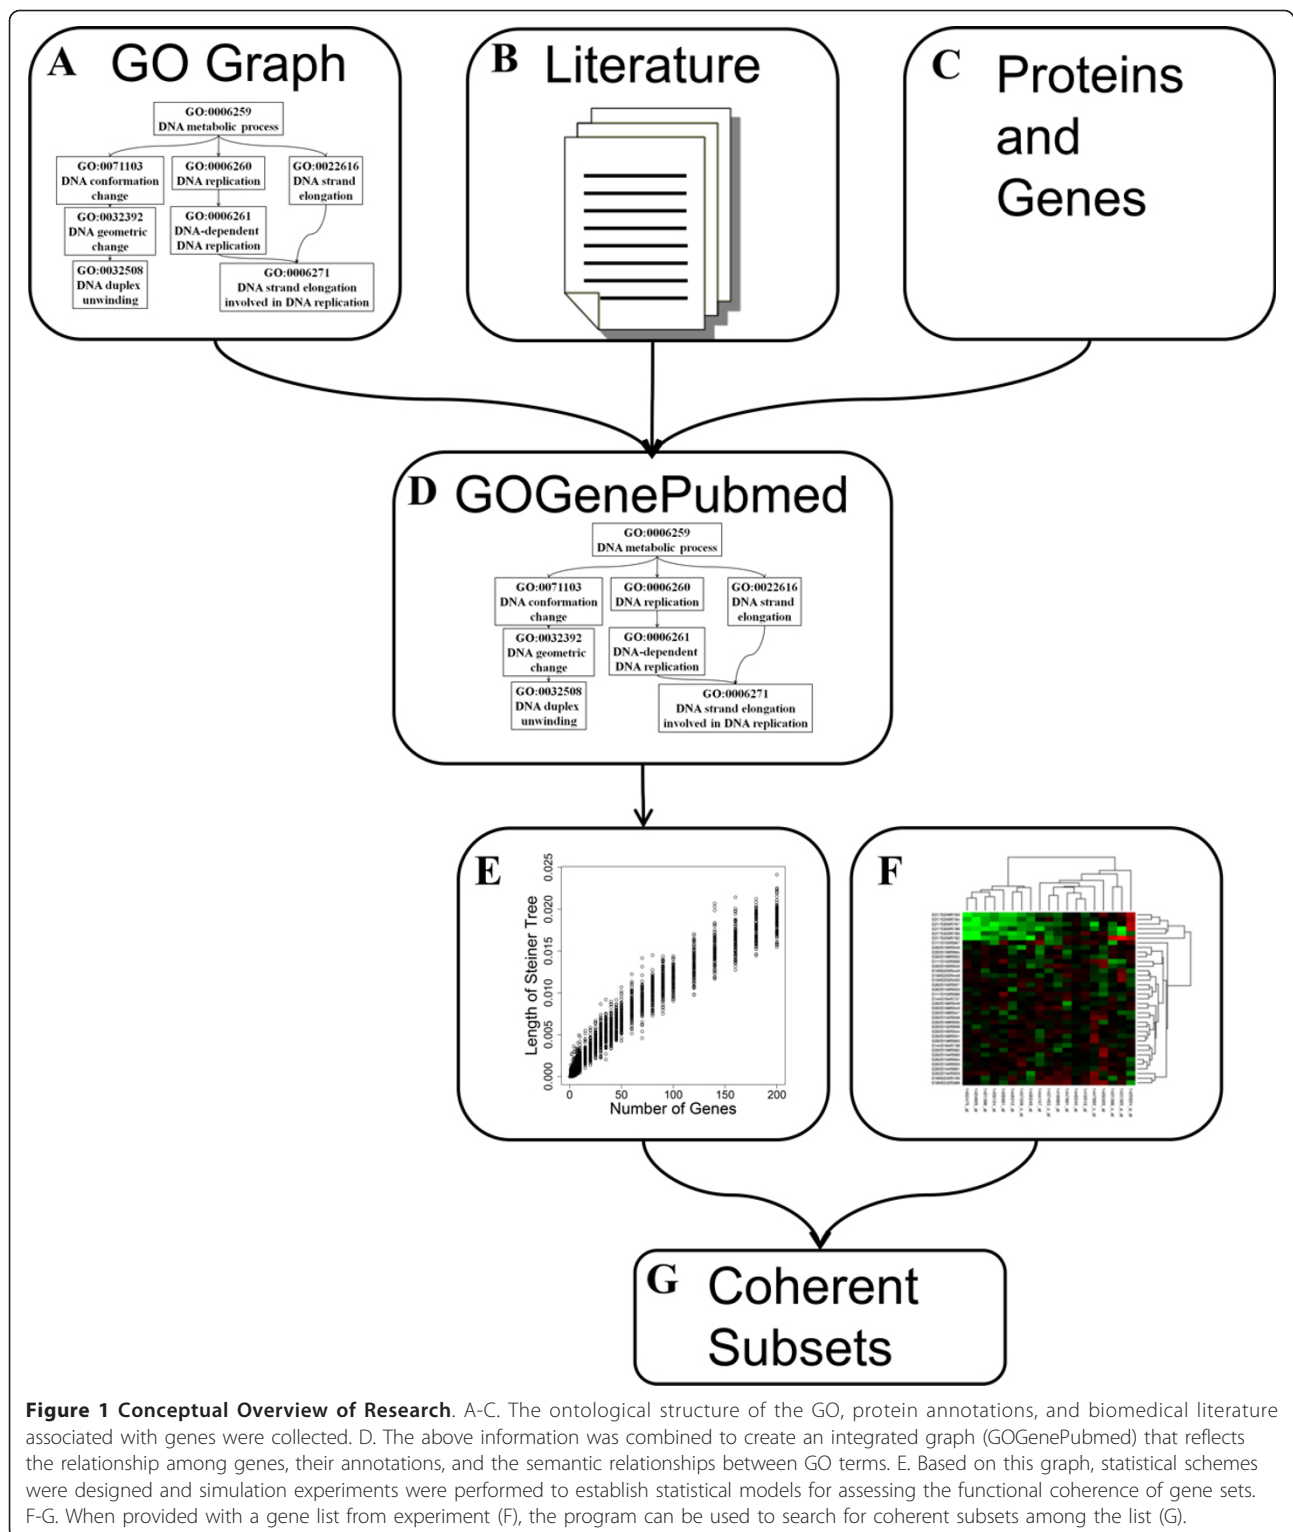 A GO Graph
GO:0006259
DNA metabolic process
GO:0071103
DNA conformation
change
GO:0006260
DNA replication
GO:0022616
DNA strand
elongation
GO:0032392
DNA geometric
change
GO:0006261
DNA-dependent
DNA replication
GO:0032508
DNA duplex
unwinding
GO:0006271
DNA strand elongation
involved in DNA replication
B Literature
C Proteins
and
Genes
D GOGenePubmed
GO:0006259
DNA metabolic process
GO:0071103
DNA conformation
change
GO:0006260
DNA replication
GO:0022616
DNA strand
elongation
GO:0032392
DNA geometric
change
GO:0006261
DNA-dependent
DNA replication
GO:0032508
DNA duplex
unwinding
GO:0006271
DNA strand elongation
involved in DNA replication
E
Length of Steiner Tree
0.025
0.020
0.015
0.010
0.005
0.000
0 50 100 150 200
Number of Genes
F
G Coherent
Subsets
Figure 1 Conceptual Overview of Research. A-C. The ontological structure of the GO, protein annotations, and biomedical literature
associated with genes were collected. D. The above information was combined to create an integrated graph (GOGenePubmed) that reflects
the relationship among genes, their annotations, and the semantic relationships between GO terms. E. Based on this graph, statistical schemes
were designed and simulation experiments were performed to establish statistical models for assessing the functional coherence of gene sets.
F-G. When provided with a gene list from experiment (F), the program can be used to search for coherent subsets among the list (G).